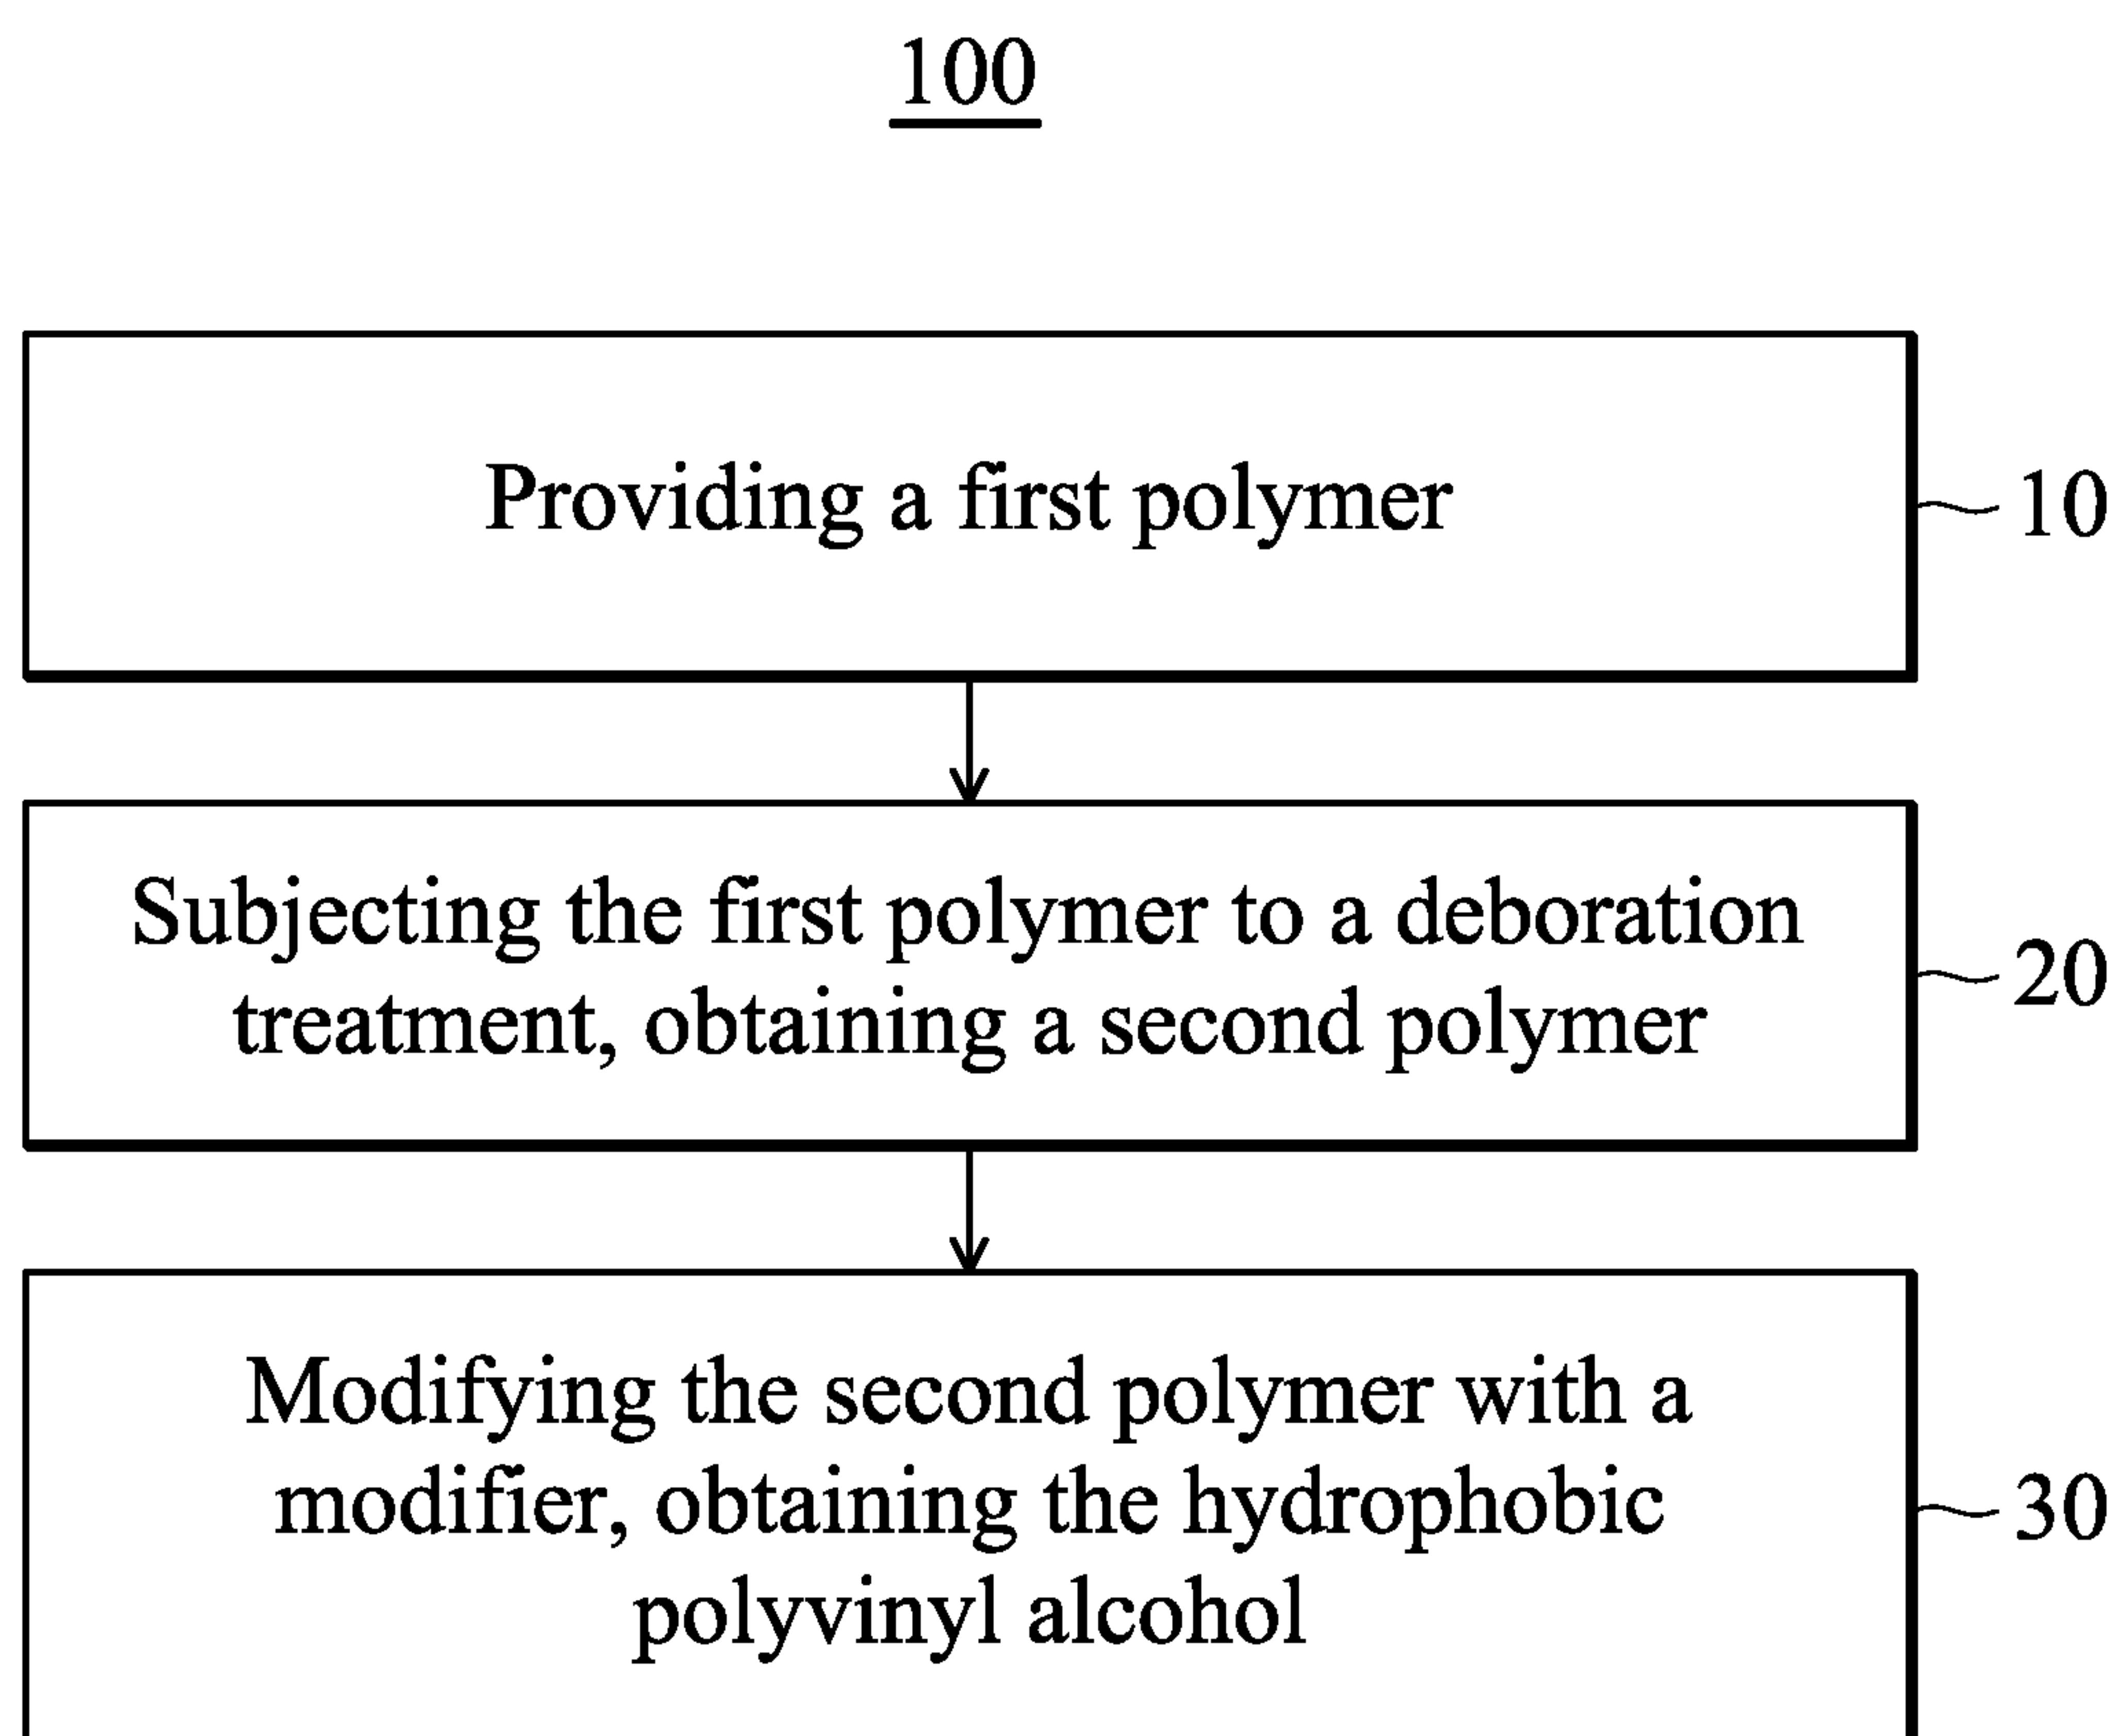 100
Providing a first polymer
10
Subjecting the first polymer to a deboration
treatment, obtaining a second polymer
20
Modifying the second polymer with a
modifier, obtaining the hydrophobic
polyvinyl alcohol
30